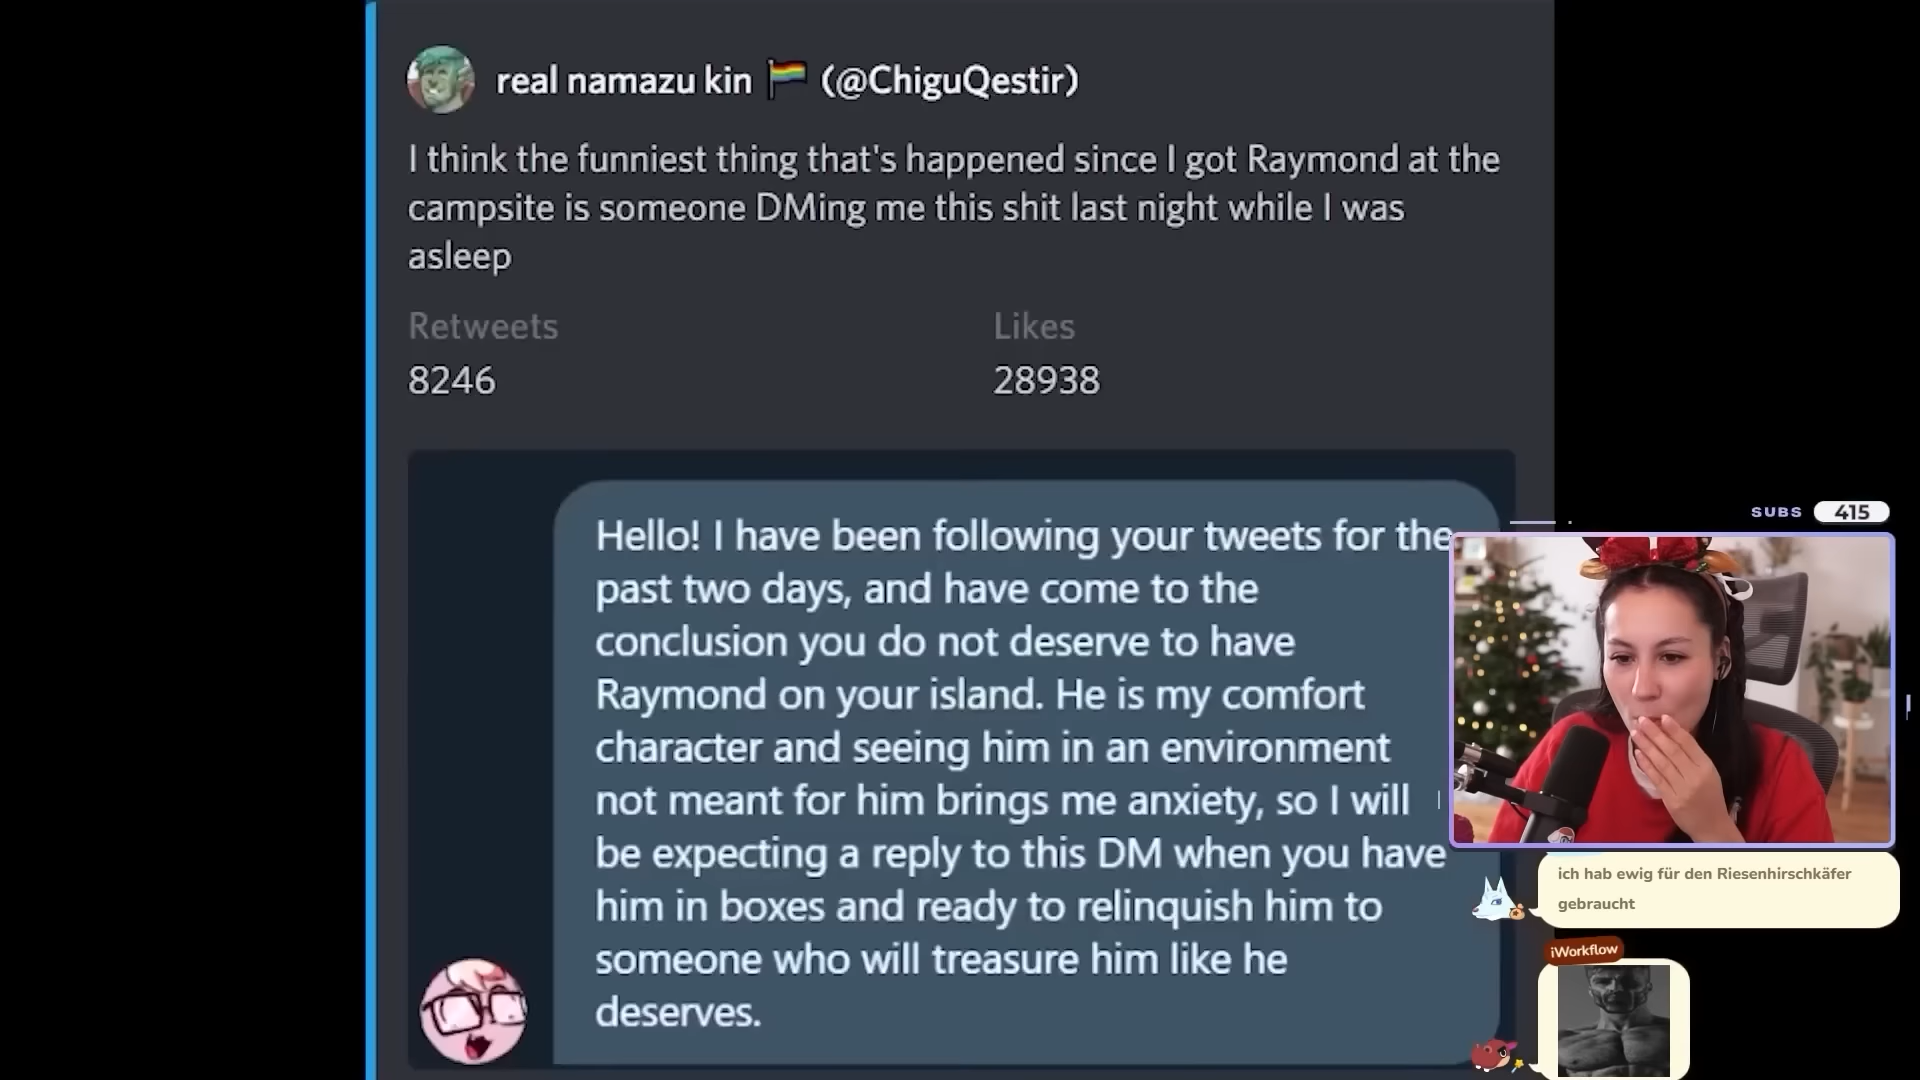 real namazu kin 🏳️‍🌈 (@ChiguQestir)
I think the funniest thing that's happened since I got Raymond at the
campsite is someone DMing me this shit last night while I was
asleep
Retweets
Likes
8246
28938
Hello! I have been following your tweets for the
past two days, and have come to the
conclusion you do not deserve to have
Raymond on your island. He is my comfort
character and seeing him in an environment
not meant for him brings me anxiety, so I will
be expecting a reply to this DM when you have
him in boxes and ready to relinquish him to
someone who will treasure him like he
deserves.
SUBS 415
ich hab ewig für den Riesenhirschkäfer
gebraucht
iWorkflow